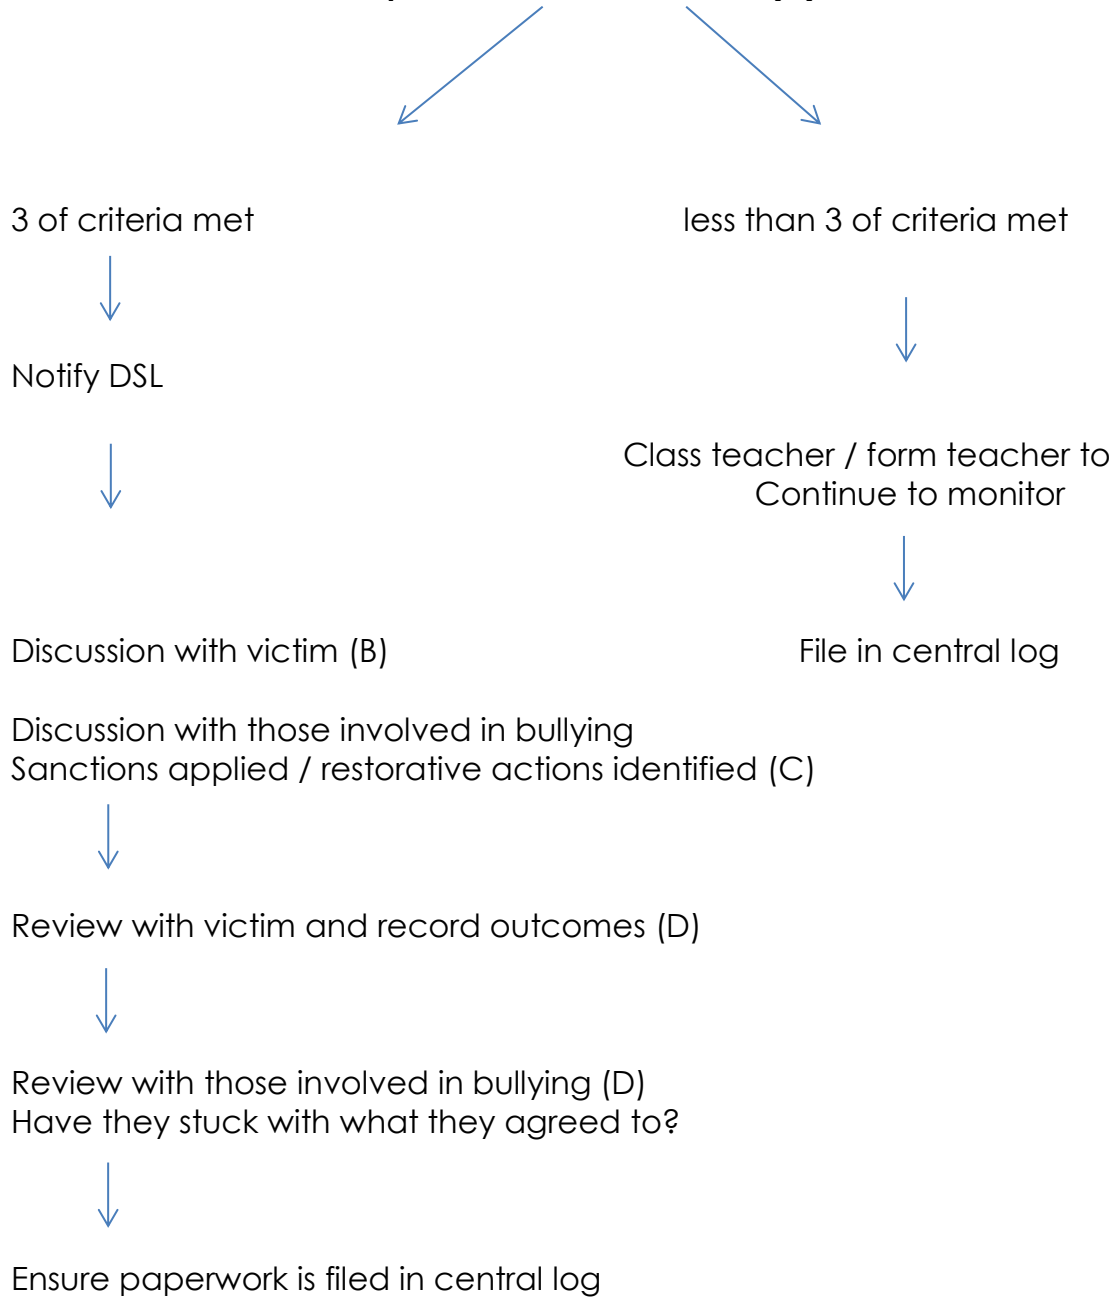 3 of criteria met
less than 3 of criteria met
Notify DSL
Class teacher / form teacher to
Continue to monitor
Discussion with victim (B)
File in central log
Discussion with those involved in bullying
Sanctions applied / restorative actions identified (C)
Review with victim and record outcomes (D)
Review with those involved in bullying (D)
Have they stuck with what they agreed to?
Ensure paperwork is filed in central log